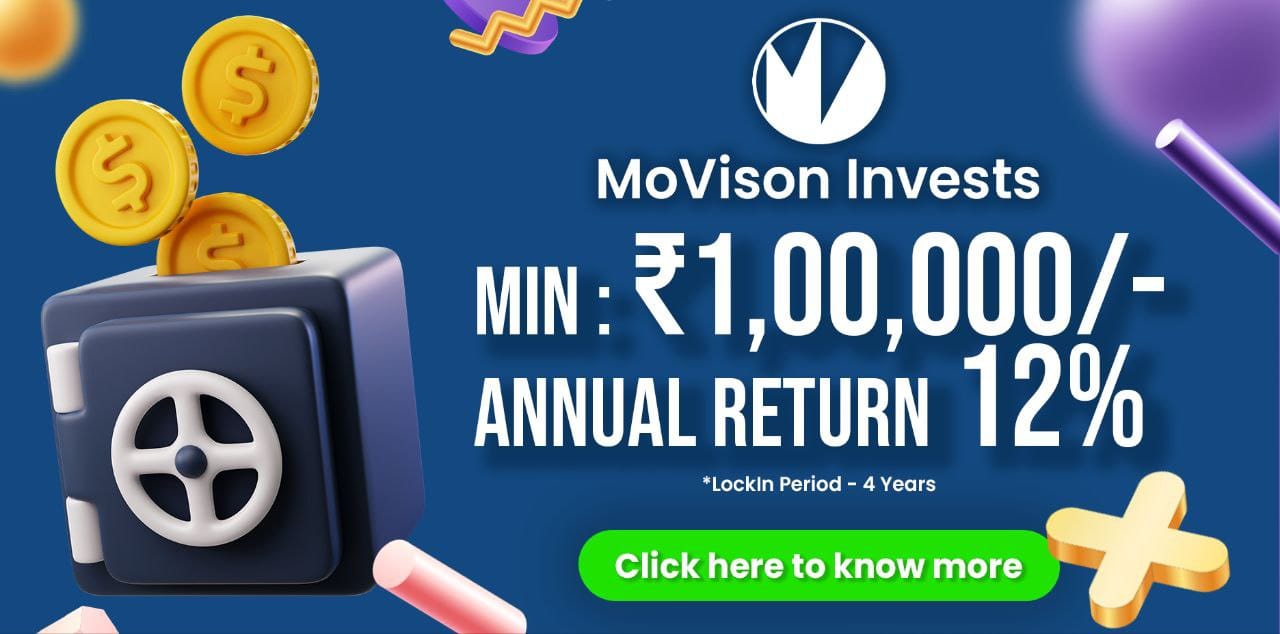 MoVison Invests
MIN : ₹1,00,000/-
ANNUAL RETURN 12%
*LockIn Period - 4 Years
Click here to know more